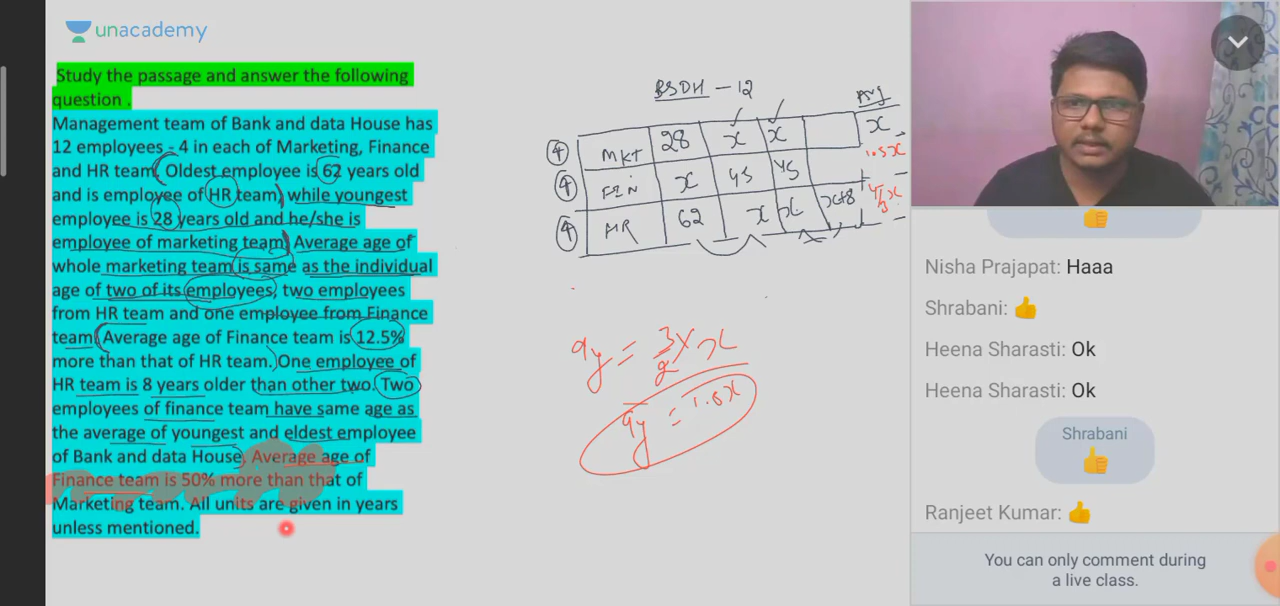 unacademy
Study the passage and answer the following
question .
Management team of Bank and data House has
12 employees - 4 in each of Marketing, Finance
and HR team. Oldest employee is 62 years old
and is employee of HR team, while youngest
employee is 28 years old and he/she is
employee of marketing team. Average age of
whole marketing team is same as the individual
age of two of its employees, two employees
from HR team and one employee from Finance
team. Average age of Finance team is 12.5%
more than that of HR team. One employee of
HR team is 8 years older than other two. Two
employees of finance team have same age as
the average of youngest and eldest employee
of Bank and data House. Average age of
Finance team is 50% more than that of
Marketing team. All units are given in years
unless mentioned.
BSDH - 12
Avg
④ MKT 28 x x x
1.5x
④ FIN x 45 45
④ HR 62 x x x+8 4/3x
9y = 3/2 × x
9y = 1.5x
Nisha Prajapat: Haaa
Shrabani: 👍
Heena Sharasti: Ok
Heena Sharasti: Ok
Shrabani
Ranjeet Kumar: 👍
You can only comment during
a live class.